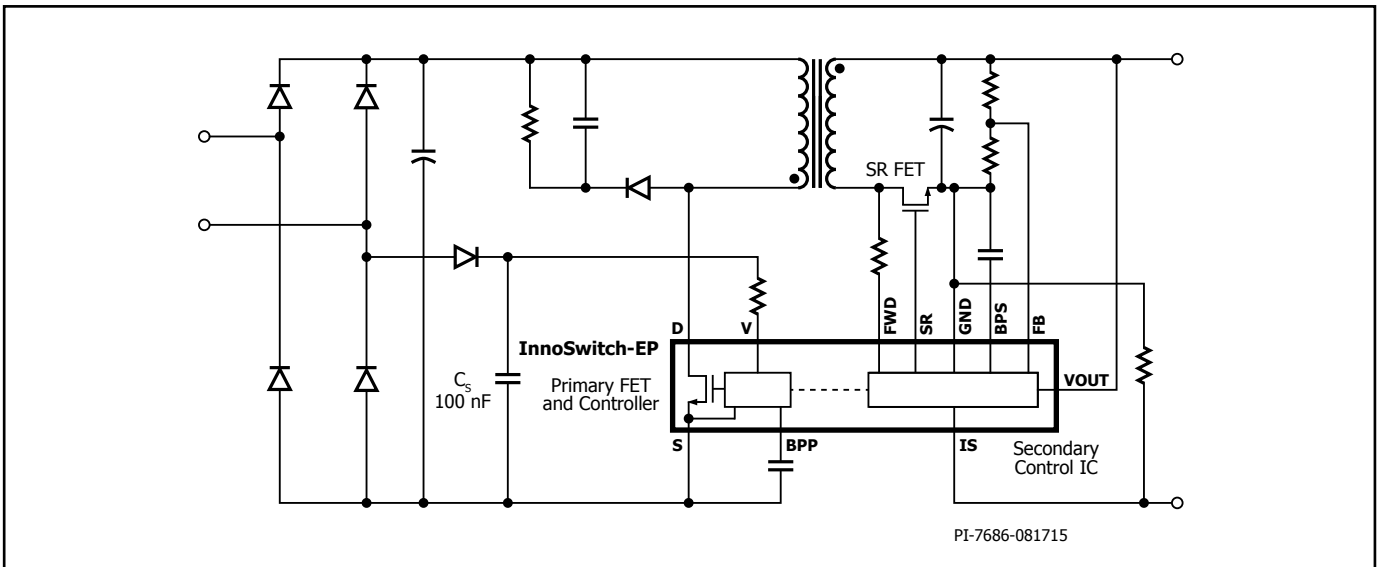 SR FET
D
V
FWD
SR
GND
BPS
FB
InnoSwitch-EP
Primary FET
and Controller
VOUT
Cs
100 nF
S
BPP
IS
Secondary
Control IC
PI-7686-081715